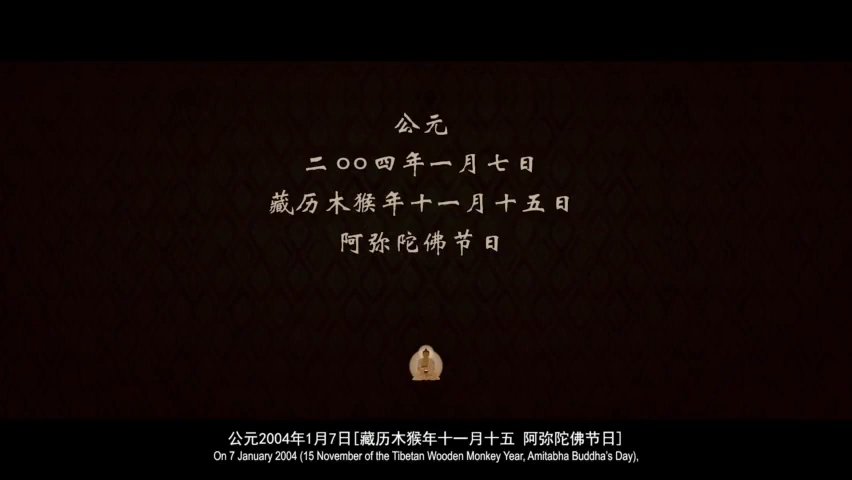 公元
二〇〇四年一月七日
藏历木猴年十一月十五日
阿弥陀佛节日
公元2004年1月7日[藏历木猴年十一月十五 阿弥陀佛节日]
On 7 January 2004 (15 November of the Tibetan Wooden Monkey Year, Amitabha Buddha's Day),